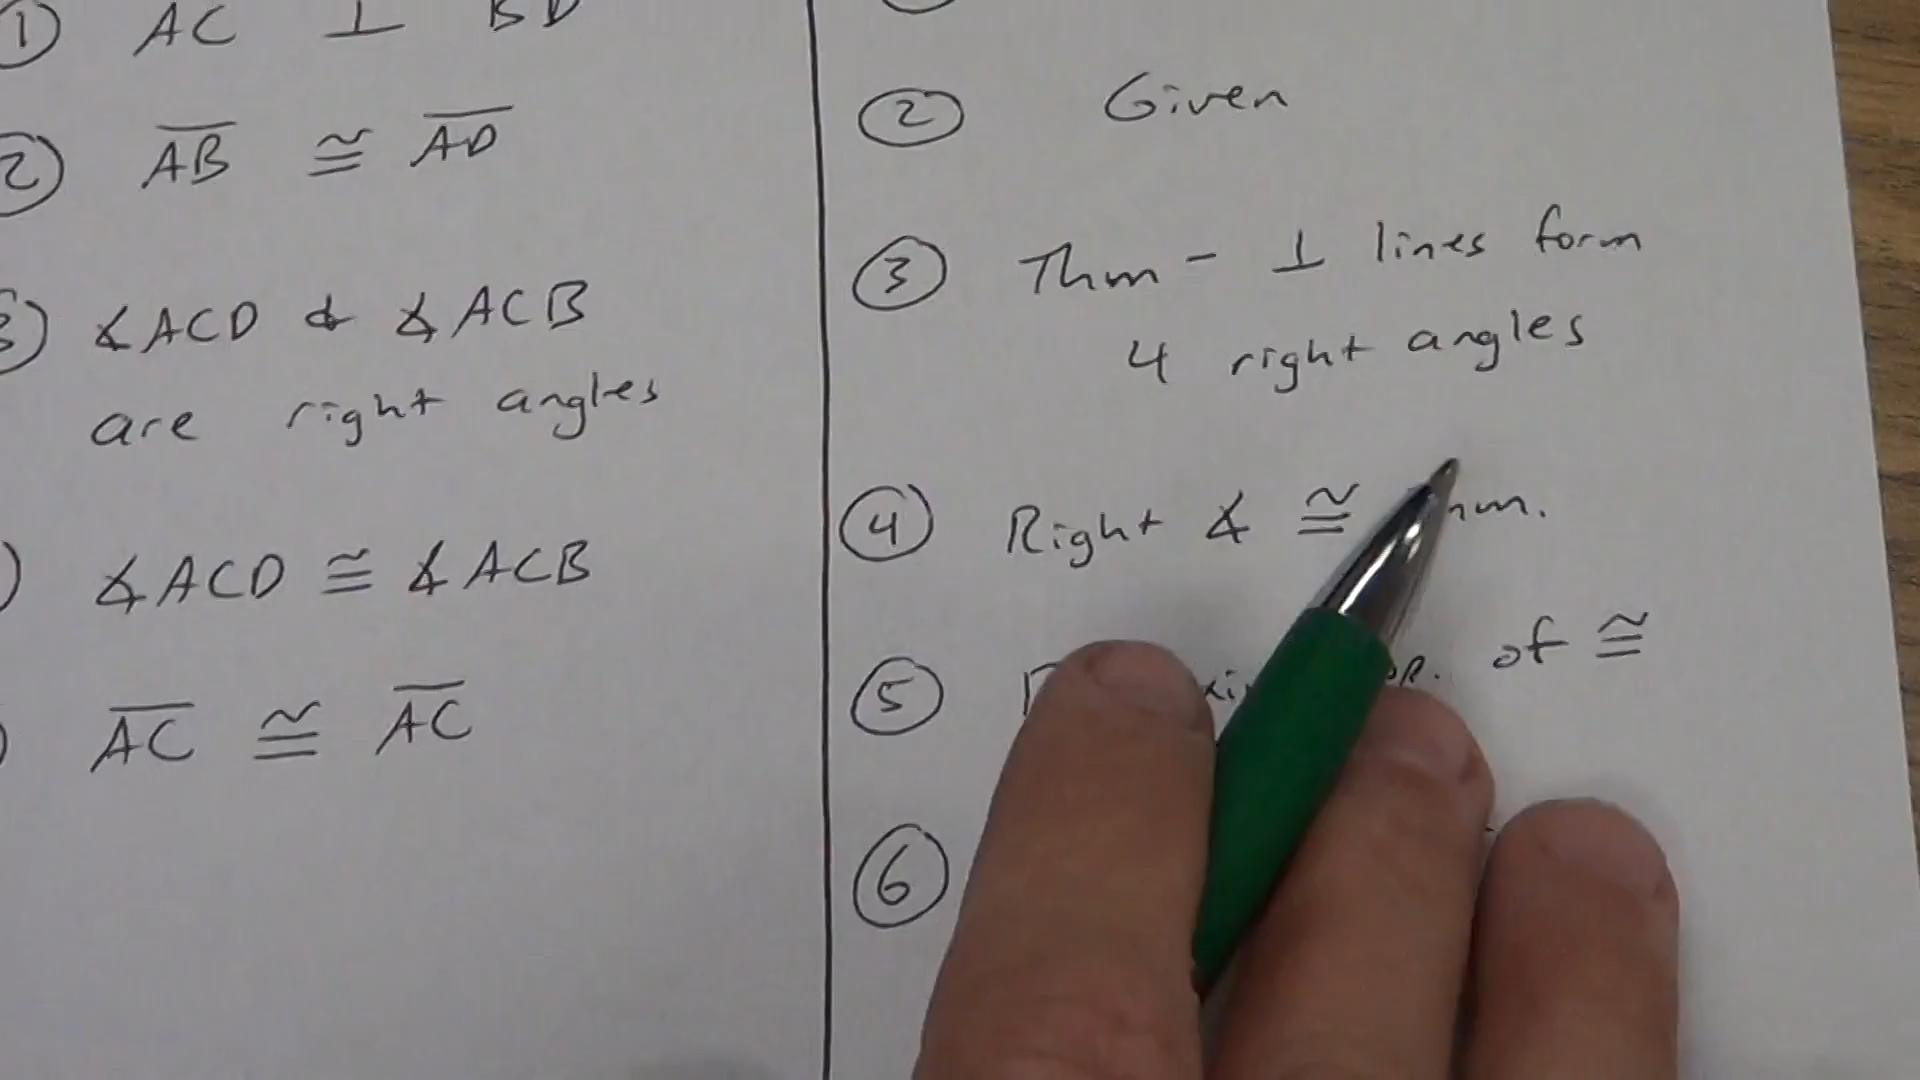 ① AC ⊥ BD
② AB ≅ AD
∡ACD & ∡ACB
are right angles
∡ACD ≅ ∡ACB
AC ≅ AC
② Given
③ Thm - ⊥ lines form
4 right angles
④ Right ∡ ≅
⑤ of ≅
⑥